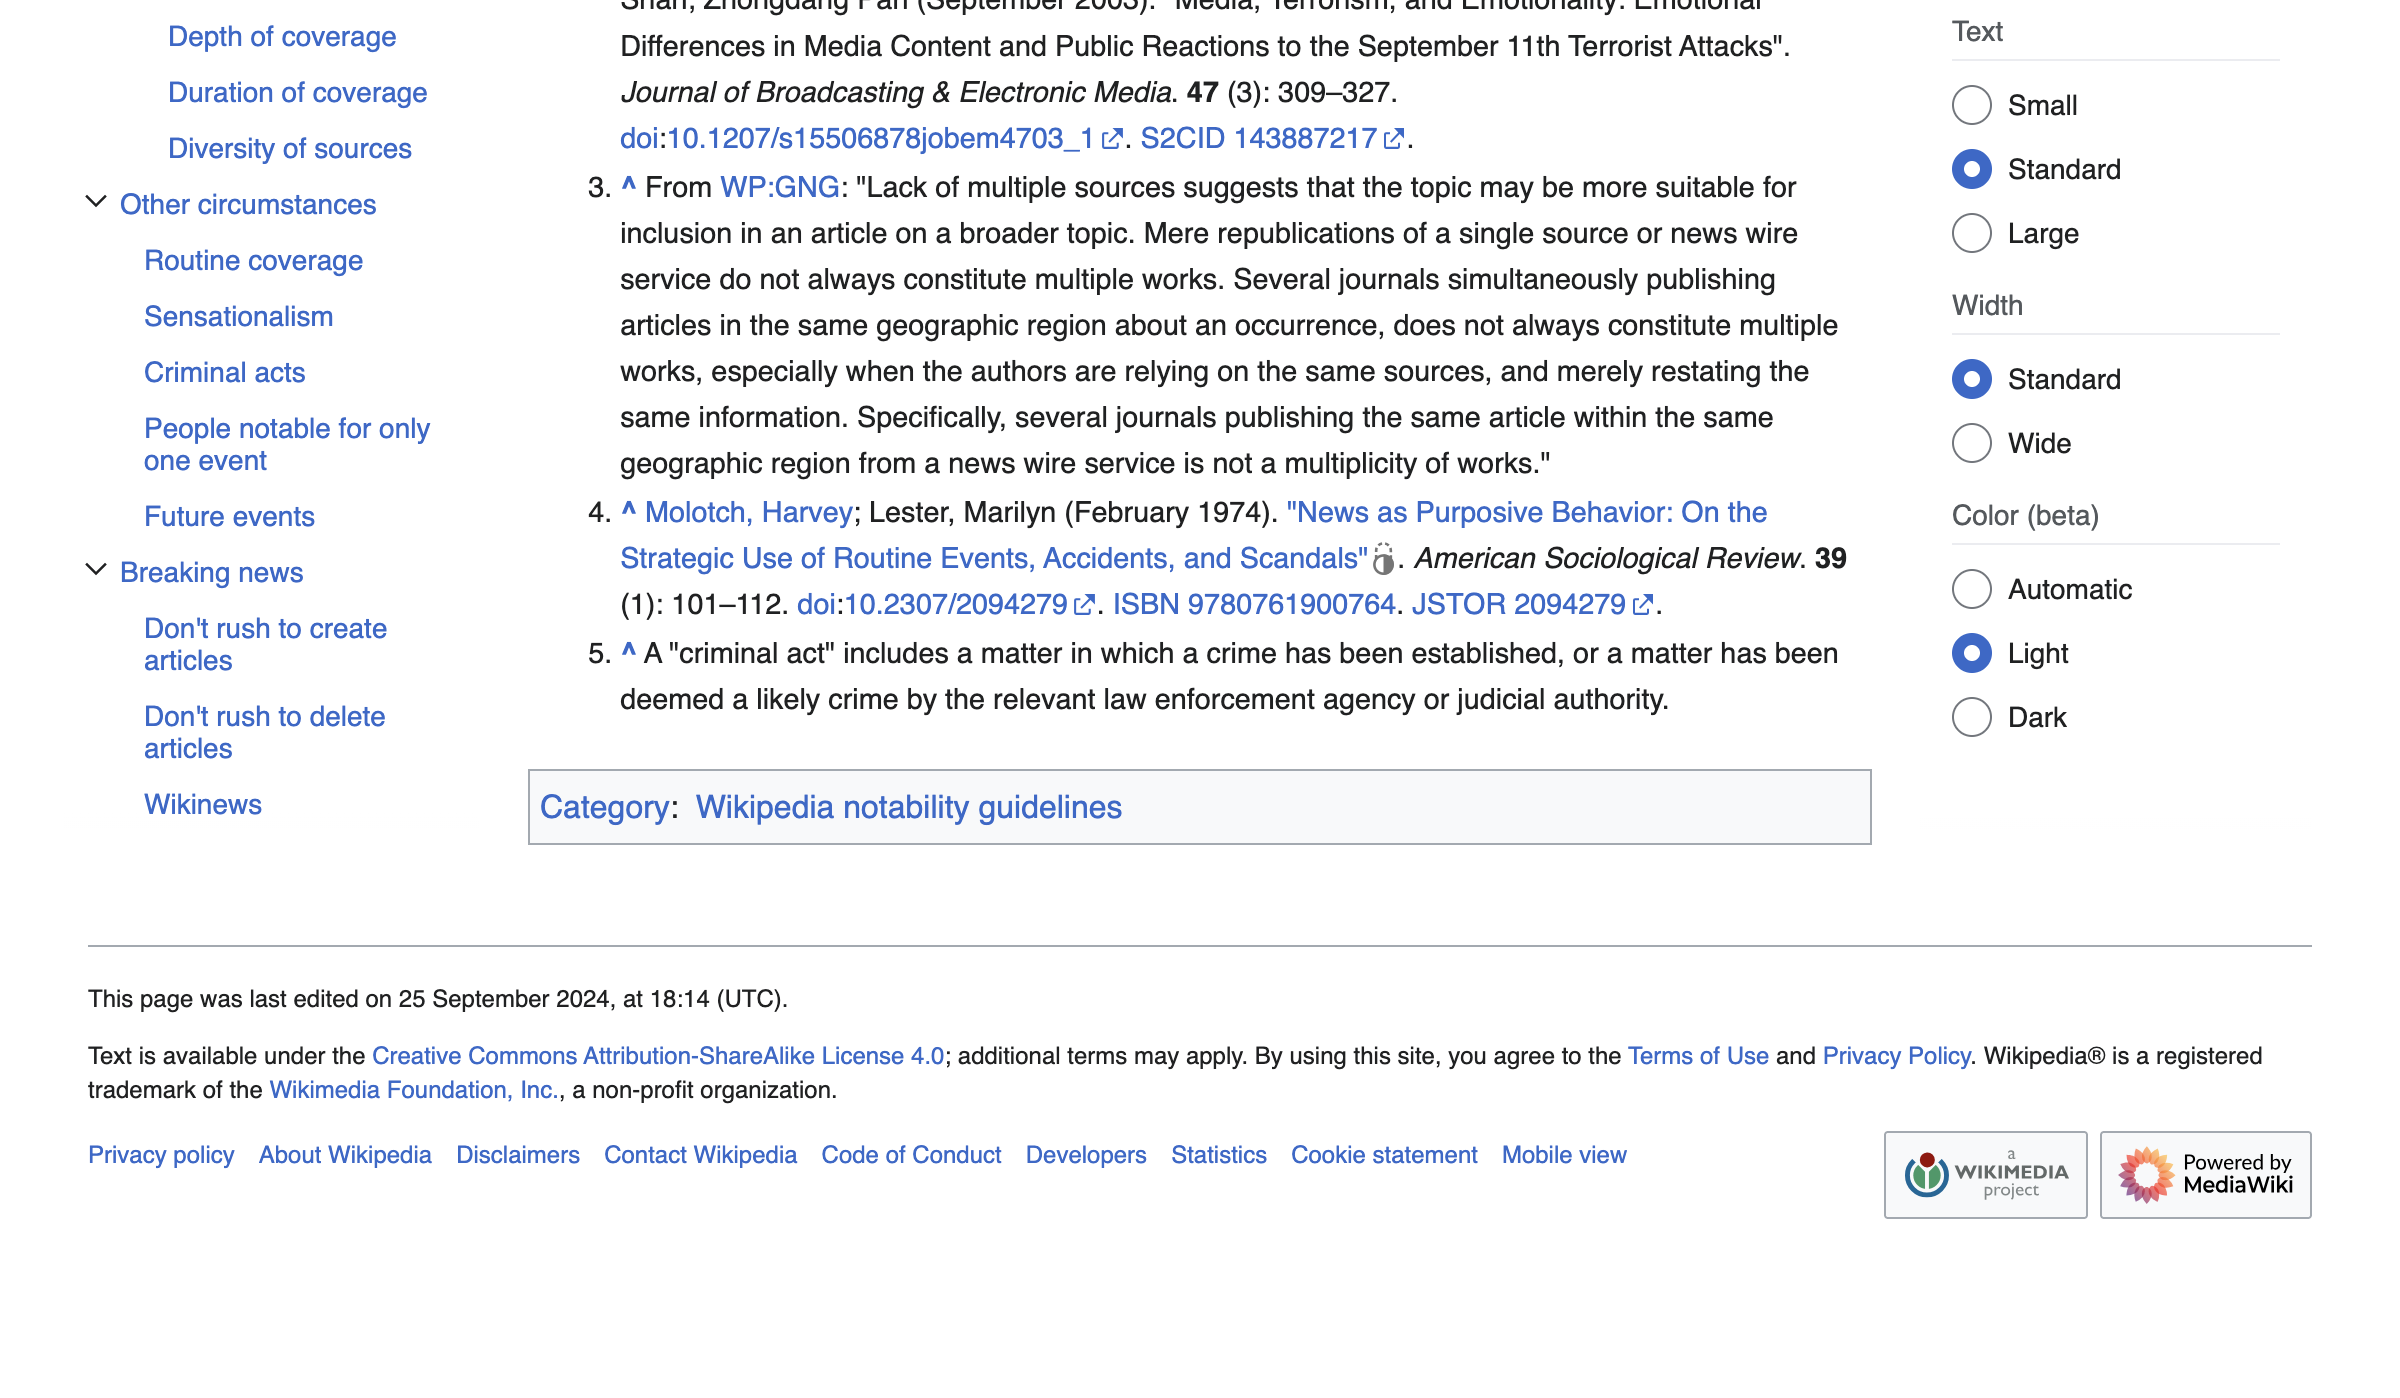 Depth of coverage
Duration of coverage
Diversity of sources
Other circumstances
Routine coverage
Sensationalism
Criminal acts
People notable for only
one event
Future events
Breaking news
Don't rush to create
articles
Don't rush to delete
articles
Wikinews
Shah, Zhongdang Pan (September 2003). "Media, Terrorism, and Emotionality: Emotional
Differences in Media Content and Public Reactions to the September 11th Terrorist Attacks".
Journal of Broadcasting & Electronic Media. 47 (3): 309–327.
doi:10.1207/s15506878jobem4703_1. S2CID 143887217.
3. ^ From WP:GNG: "Lack of multiple sources suggests that the topic may be more suitable for
inclusion in an article on a broader topic. Mere republications of a single source or news wire
service do not always constitute multiple works. Several journals simultaneously publishing
articles in the same geographic region about an occurrence, does not always constitute multiple
works, especially when the authors are relying on the same sources, and merely restating the
same information. Specifically, several journals publishing the same article within the same
geographic region from a news wire service is not a multiplicity of works."
4. ^ Molotch, Harvey; Lester, Marilyn (February 1974). "News as Purposive Behavior: On the
Strategic Use of Routine Events, Accidents, and Scandals". American Sociological Review. 39
(1): 101–112. doi:10.2307/2094279. ISBN 9780761900764. JSTOR 2094279.
5. ^ A "criminal act" includes a matter in which a crime has been established, or a matter has been
deemed a likely crime by the relevant law enforcement agency or judicial authority.
Category: Wikipedia notability guidelines
Text
Small
Standard
Large
Width
Standard
Wide
Color (beta)
Automatic
Light
Dark
This page was last edited on 25 September 2024, at 18:14 (UTC).
Text is available under the Creative Commons Attribution-ShareAlike License 4.0; additional terms may apply. By using this site, you agree to the Terms of Use and Privacy Policy. Wikipedia® is a registered
trademark of the Wikimedia Foundation, Inc., a non-profit organization.
Privacy policy About Wikipedia Disclaimers Contact Wikipedia Code of Conduct Developers Statistics Cookie statement Mobile view
a
WIKIMEDIA
project
Powered by
MediaWiki